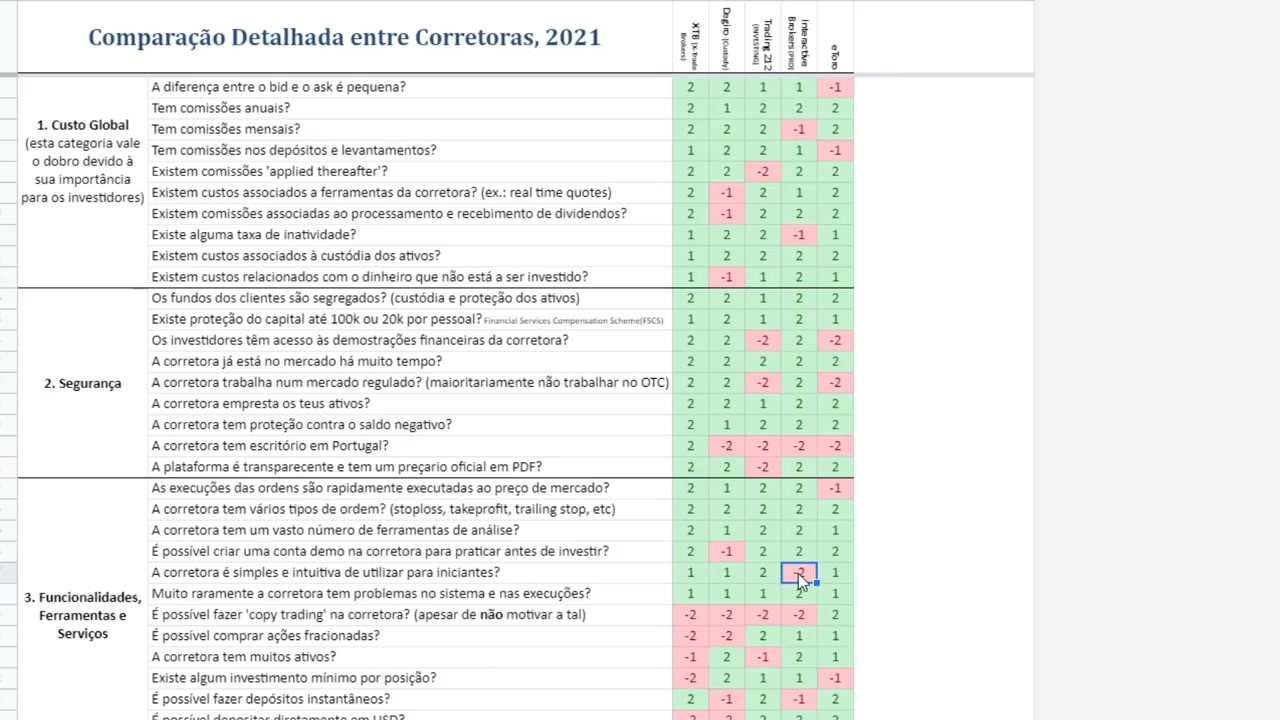 Comparação Detalhada entre Corretoras, 2021
XTB (X-Trade Brokers)
Degiro (Custody)
Trading 212 (INVESTING)
Interactive Brokers (PRO)
eToro
1. Custo Global
(esta categoria vale
o dobro devido à
sua importância
para os investidores)
A diferença entre o bid e o ask é pequena? 2 2 1 1 -1
Tem comissões anuais? 2 1 2 2 2
Tem comissões mensais? 2 2 2 -1 2
Tem comissões nos depósitos e levantamentos? 1 2 2 1 -1
Existem comissões 'applied thereafter'? 2 2 -2 2 2
Existem custos associados a ferramentas da corretora? (ex.: real time quotes) 2 -1 2 1 2
Existem comissões associadas ao processamento e recebimento de dividendos? 2 -1 2 2 2
Existe alguma taxa de inatividade? 1 2 2 -1 1
Existem custos associados à custódia dos ativos? 1 2 2 2 2
Existem custos relacionados com o dinheiro que não está a ser investido? 1 -1 1 2 1
2. Segurança
Os fundos dos clientes são segregados? (custódia e proteção dos ativos) 2 2 1 2 2
Existe proteção do capital até 100k ou 20k por pessoal? Financial Services Compensation Scheme(FSCS) 1 2 1 2 1
Os investidores têm acesso às demostrações financeiras da corretora? 2 2 -2 2 -2
A corretora já está no mercado há muito tempo? 2 2 2 2 2
A corretora trabalha num mercado regulado? (maioritariamente não trabalhar no OTC) 2 2 -2 2 -2
A corretora empresta os teus ativos? 2 2 1 2 2
A corretora tem proteção contra o saldo negativo? 2 1 2 2 2
A corretora tem escritório em Portugal? 2 -2 -2 -2 -2
A plataforma é transparecente e tem um preçario oficial em PDF? 2 2 -2 2 2
3. Funcionalidades,
Ferramentas e
Serviços
As execuções das ordens são rapidamente executadas ao preço de mercado? 2 1 2 2 -1
A corretora tem vários tipos de ordem? (stoploss, takeprofit, trailing stop, etc) 2 2 2 2 2
A corretora tem um vasto número de ferramentas de análise? 2 1 2 2 1
É possível criar uma conta demo na corretora para praticar antes de investir? 2 -1 2 2 2
A corretora é simples e intuitiva de utilizar para iniciantes? 1 1 2 -2 1
Muito raramente a corretora tem problemas no sistema e nas execuções? 1 1 1 2 1
É possível fazer 'copy trading' na corretora? (apesar de não motivar a tal) -2 -2 -2 -2 2
É possível comprar ações fracionadas? -2 -2 2 1 1
A corretora tem muitos ativos? -1 2 -1 2 1
Existe algum investimento mínimo por posição? -2 2 1 1 -1
É possível fazer depósitos instantâneos? 2 -1 2 -1 2
É possível depositar diretamente em USD?